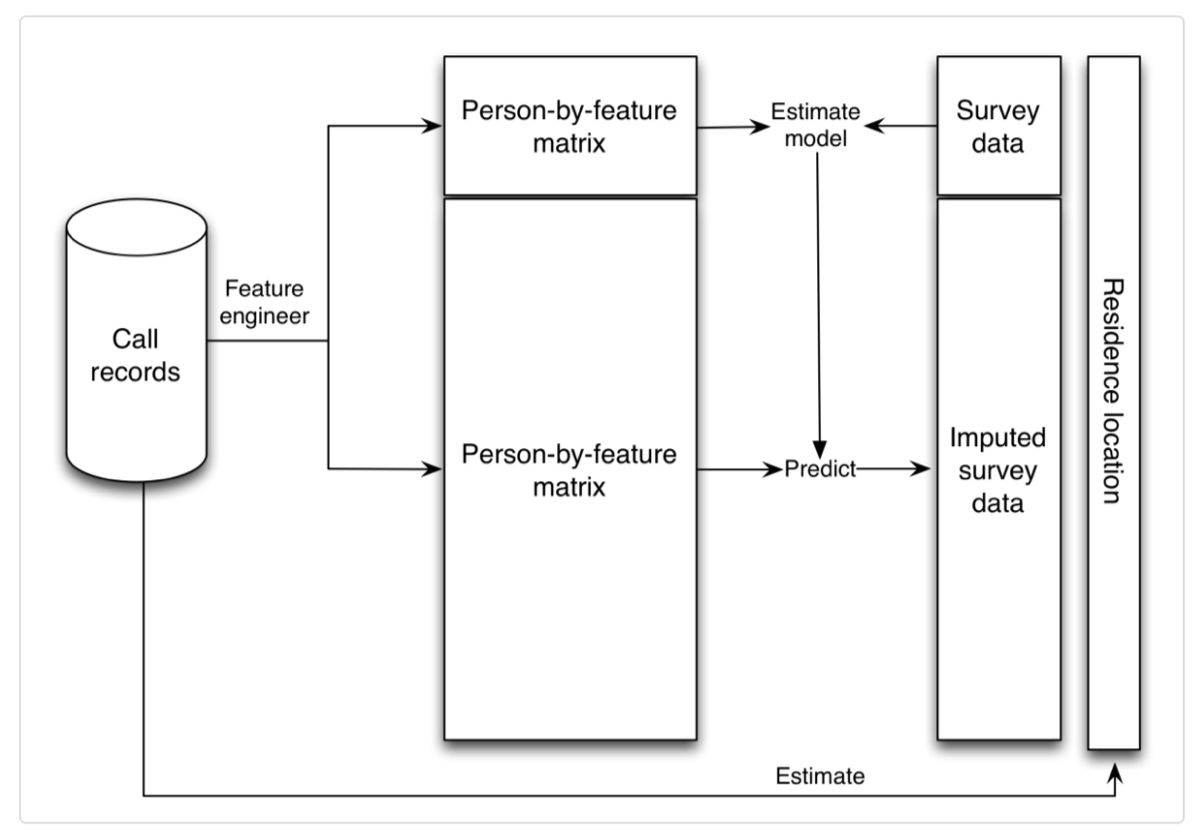 Person-by-feature
matrix
Estimate
model
Survey
data
Feature
engineer
Call
records
Person-by-feature
matrix
Predict
Imputed
survey
data
Residence location
Estimate